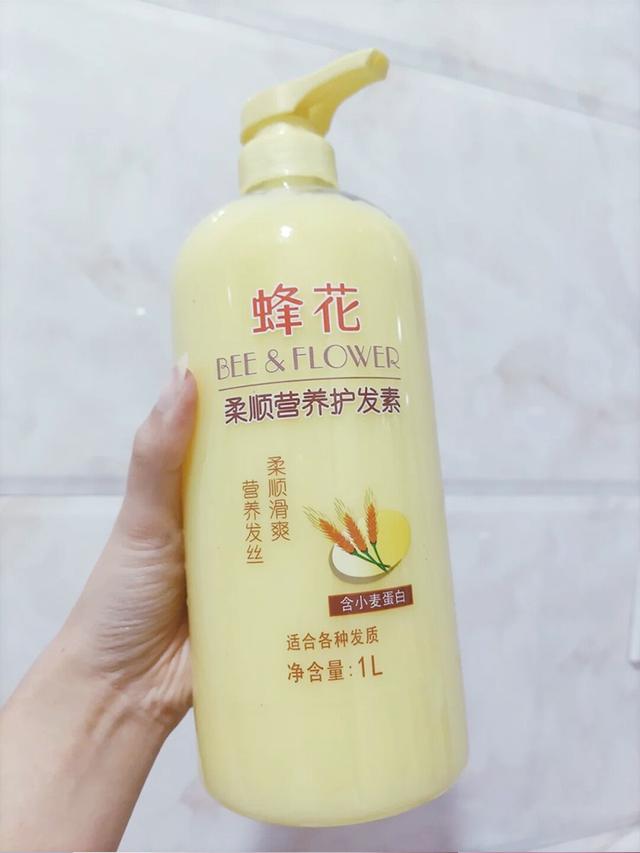 蜂花
BEE & FLOWER
柔顺营养护发素
柔顺滑爽
营养发丝
含小麦蛋白
适合各种发质
净含量:1L